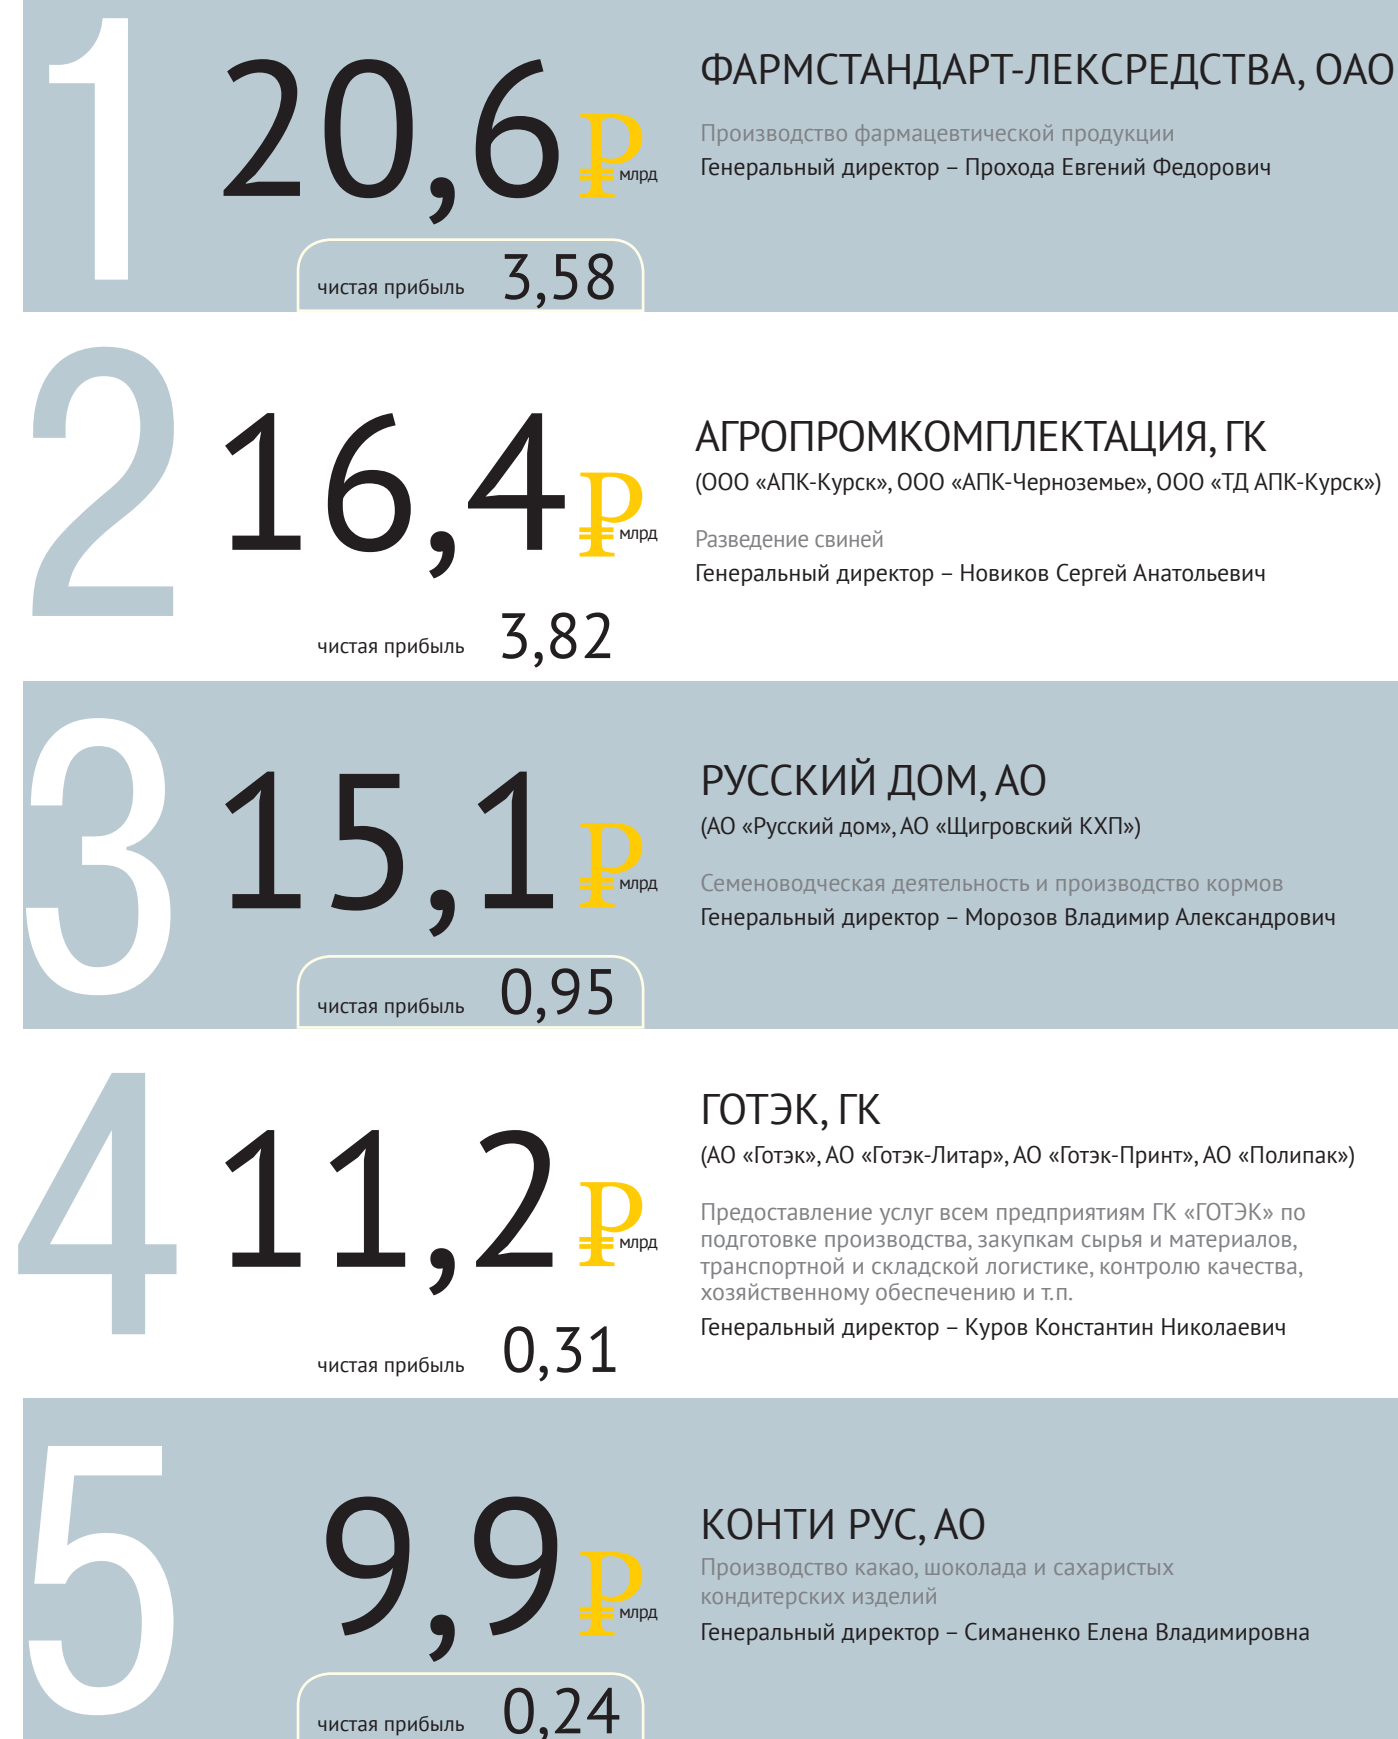 1
20,6 ₽ млрд
чистая прибыль 3,58
ФАРМСТАНДАРТ-ЛЕКСРЕДСТВА, ОАО
Производство фармацевтической продукции
Генеральный директор – Прохода Евгений Федорович
2
16,4 ₽ млрд
чистая прибыль 3,82
АГРОПРОМКОМПЛЕКТАЦИЯ, ГК
(ООО «АПК-Курск», ООО «АПК-Черноземье», ООО «ТД АПК-Курск»)
Разведение свиней
Генеральный директор – Новиков Сергей Анатольевич
3
15,1 ₽ млрд
чистая прибыль 0,95
РУССКИЙ ДОМ, АО
(АО «Русский дом», АО «Щигровский КХП»)
Семеноводческая деятельность и производство кормов
Генеральный директор – Морозов Владимир Александрович
4
11,2 ₽ млрд
чистая прибыль 0,31
ГОТЭК, ГК
(АО «Готэк», АО «Готэк-Литар», АО «Готэк-Принт», АО «Полипак»)
Предоставление услуг всем предприятиям ГК «ГОТЭК» по
подготовке производства, закупкам сырья и материалов,
транспортной и складской логистике, контролю качества,
хозяйственному обеспечению и т.п.
Генеральный директор – Куров Константин Николаевич
5
9,9 ₽ млрд
чистая прибыль 0,24
КОНТИ РУС, АО
Производство какао, шоколада и сахаристых
кондитерских изделий
Генеральный директор – Симаненко Елена Владимировна